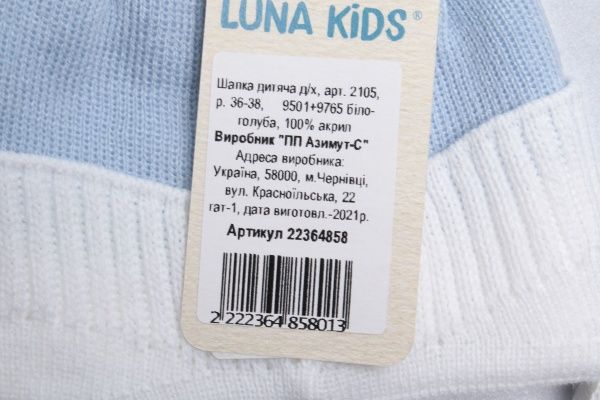 LUNA KiDS®
Шапка дитяча д/х, арт. 2105,
р. 36-38, 9501+9765 біло-
голуба, 100% акрил
Виробник "ПП Азимут-С"
Адреса виробника:
Україна, 58000, м.Чернівці,
вул. Красноїльська, 22
гат-1, дата виготовл.-2021р.
Артикул 22364858
2 222364 858013